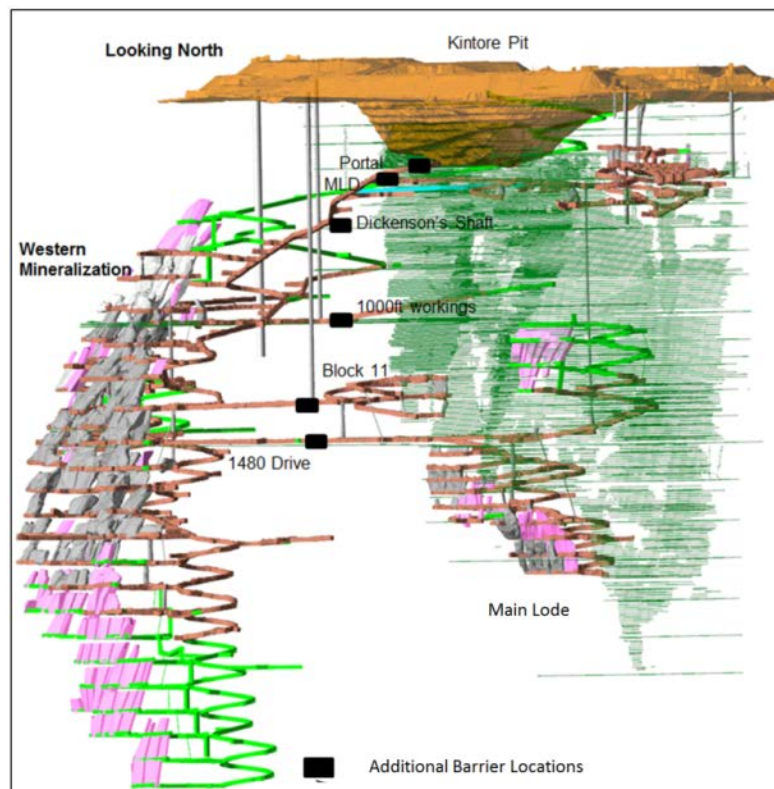 Looking North
Kintore Pit
Portal
MLD
Dickenson's Shaft
Western
Mineralization
1000ft workings
Block 11
1480 Drive
Main Lode
Additional Barrier Locations